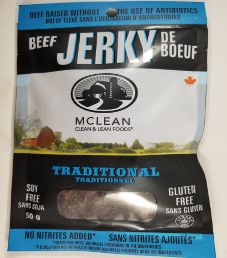 BEEF RAISED WITHOUT THE USE OF ANTIBIOTICS
BOEUF ÉLEVÉ SANS L'UTILISATION D'ANTIBIOTIQUES
BEEF JERKY DE BOEUF
MCLEAN
CLEAN & LEAN FOODS
TRADITIONAL
TRADITIONNEL
SOY FREE
SANS SOJA
50 g
GLUTEN FREE
SANS GLUTEN
NO NITRITES ADDED* SANS NITRITES AJOUTÉS*